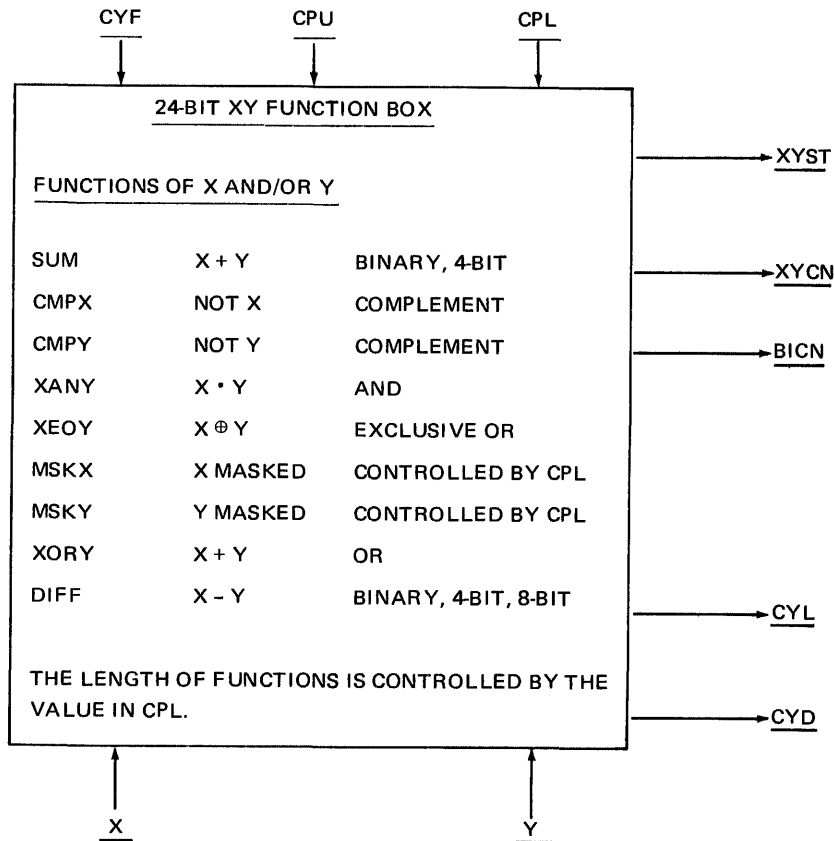 CYF CPU CPL
24-BIT XY FUNCTION BOX
XYST
FUNCTIONS OF X AND/OR Y
SUM X + Y BINARY, 4-BIT
XYCN
CMPX NOT X COMPLEMENT
CMPY NOT Y COMPLEMENT
BICN
XANY X • Y AND
XEOY X ⊕ Y EXCLUSIVE OR
MSKX X MASKED CONTROLLED BY CPL
MSKY Y MASKED CONTROLLED BY CPL
XORY X + Y OR
DIFF X – Y BINARY, 4-BIT, 8-BIT
CYL
THE LENGTH OF FUNCTIONS IS CONTROLLED BY THE
VALUE IN CPL.
CYD
X Y